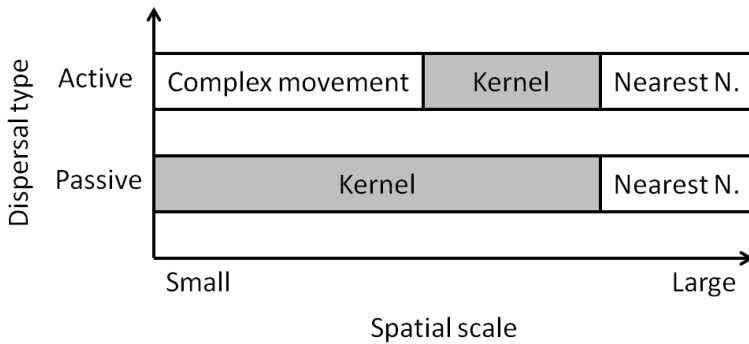 Dispersal type
Active
Complex movement
Kernel
Nearest N.
Passive
Kernel
Nearest N.
Small
Large
Spatial scale